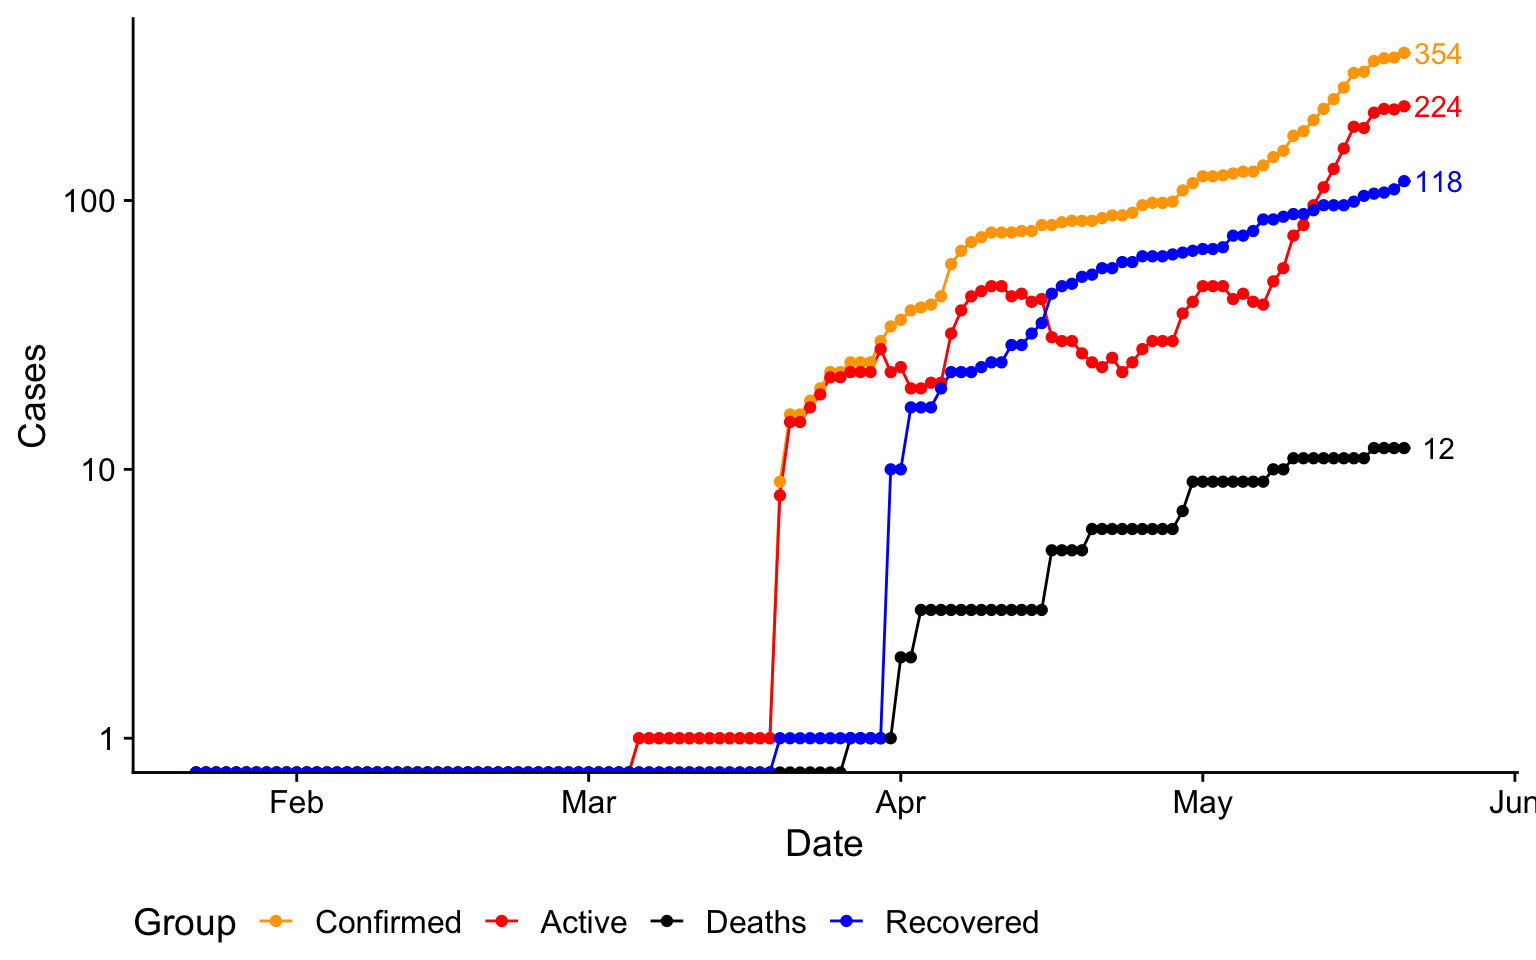 354
224
118
12
100
10
1
Cases
Feb Mar Apr May Jun
Date
Group Confirmed Active Deaths Recovered